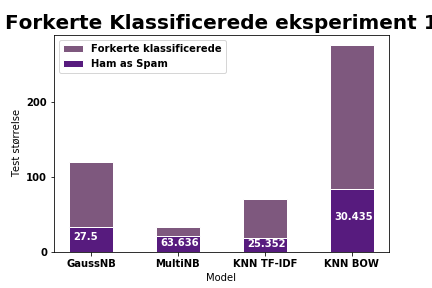 Forkerte Klassificerede eksperiment 1
Forkerte klassificerede
Ham as Spam
Test størrelse
200
100
0
27.5
63.636
25.352
30.435
GaussNB
MultiNB
KNN TF-IDF
KNN BOW
Model